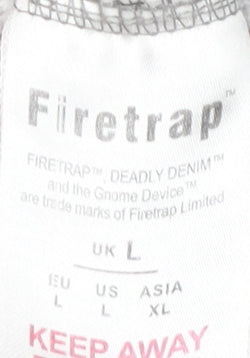 Firetrap™
FIRETRAP™, DEADLY DENIM™
and the Gnome Device™
are trade marks of Firetrap Limited
UK L
EU US ASIA
L L XL
KEEP AWAY